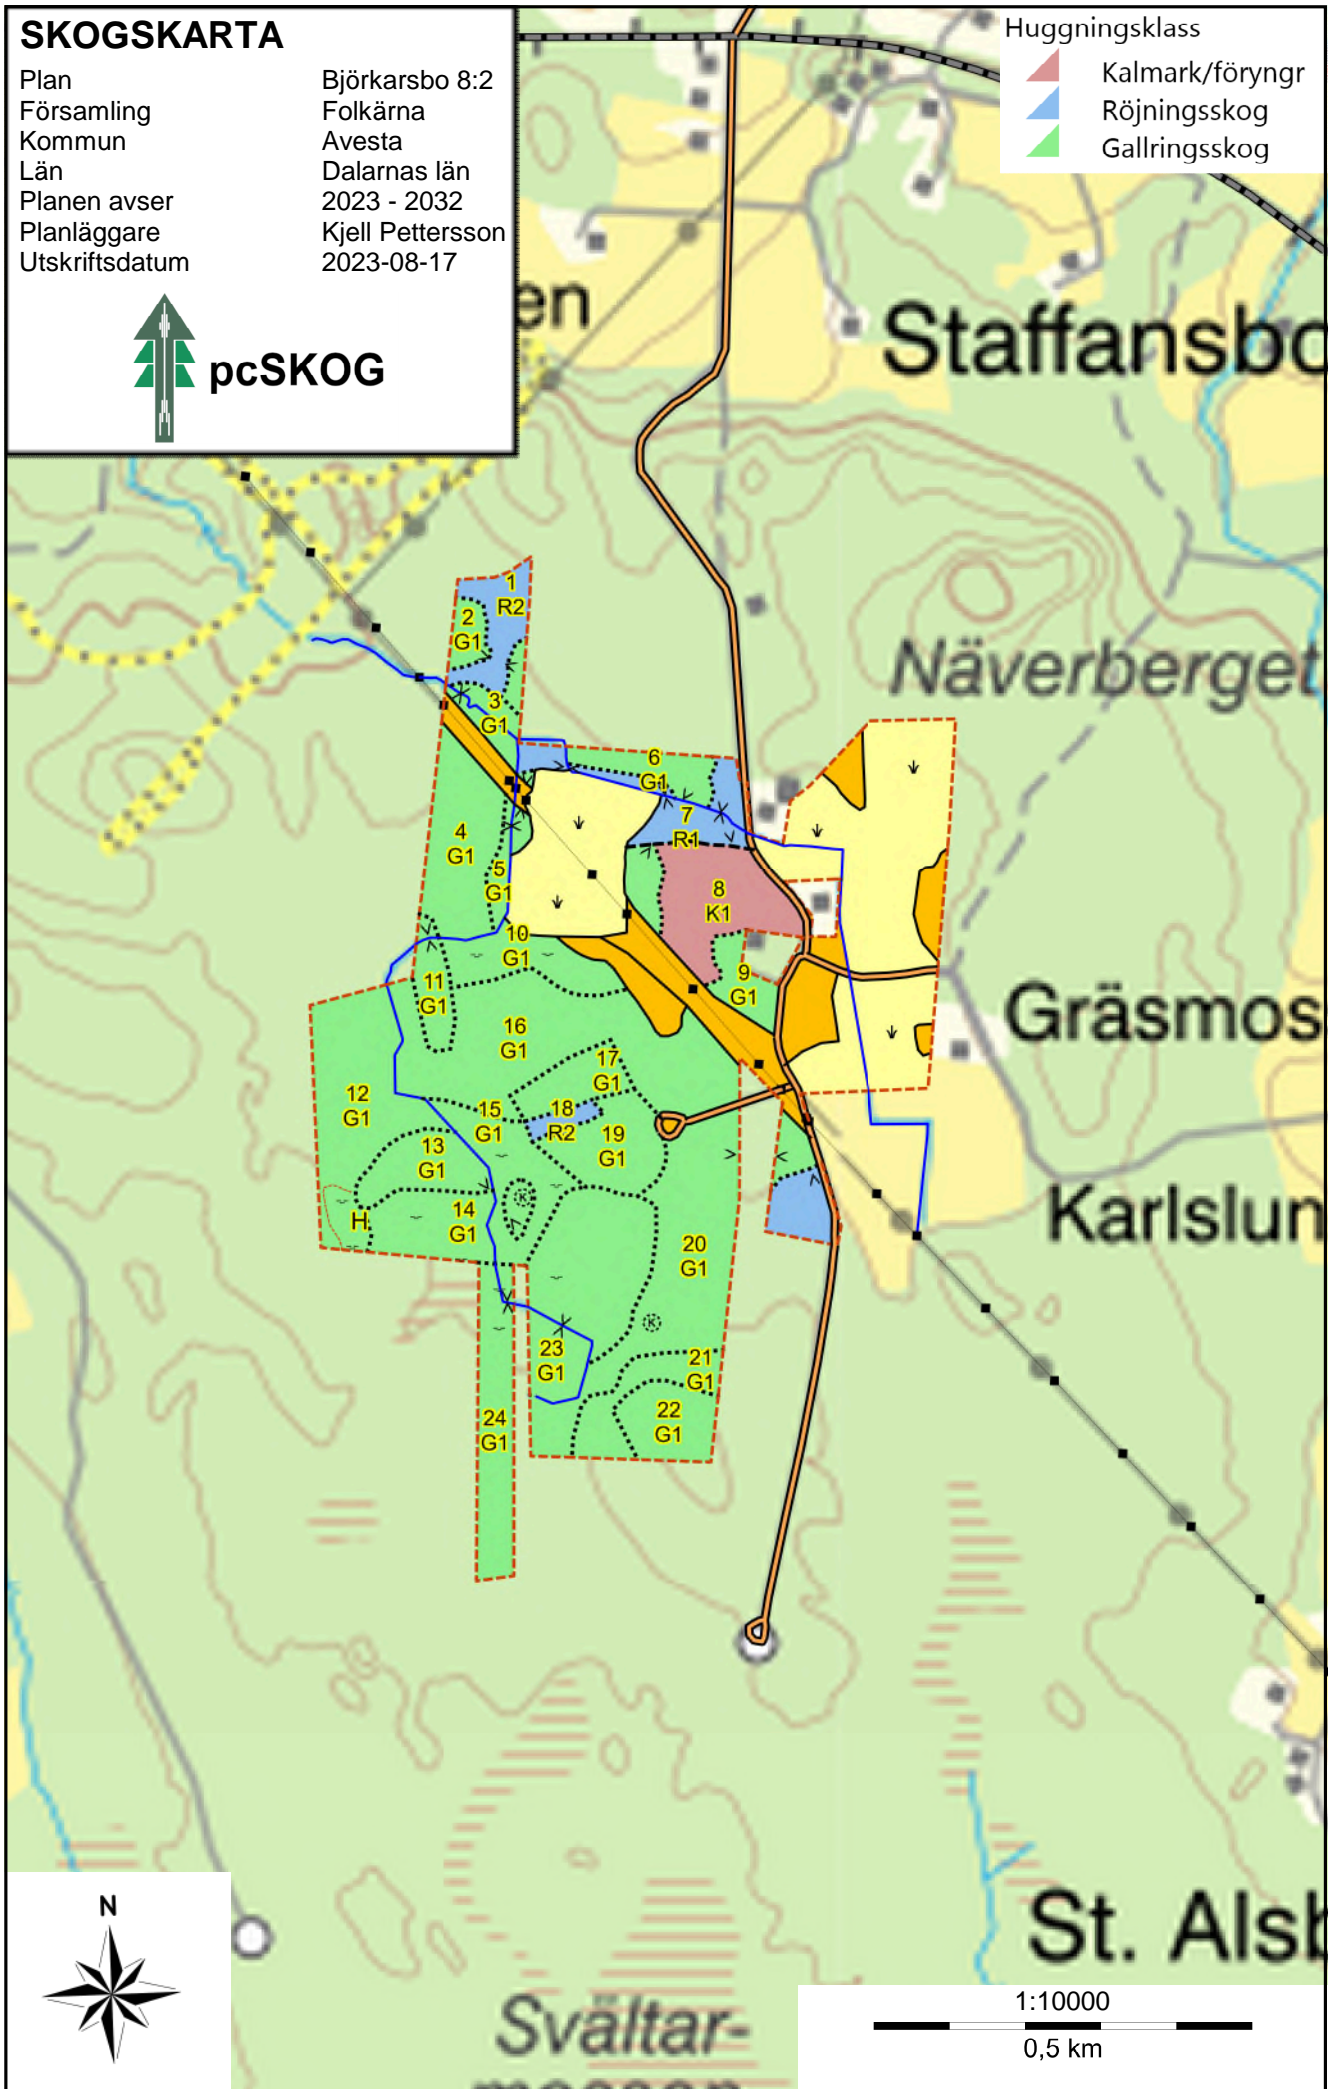 SKOGSKARTA
Plan Björkarsbo 8:2
Församling Folkärna
Kommun Avesta
Län Dalarnas län
Planen avser 2023 - 2032
Planläggare Kjell Pettersson
Utskriftsdatum 2023-08-17
pcSKOG
Huggningsklass
Kalmark/föryngr
Röjningsskog
Gallringsskog
en
Staffansbo
Näverberget
1
R2
2
G1
3
G1
6
G1
7
R1
4
G1
5
G1
8
K1
10
G1
9
G1
11
G1
Gräsmos
16
G1
17
G1
12
G1
15
G1
18
R2
19
G1
13
G1
K
14
G1
H
Karlslun
20
G1
K
23
G1
21
G1
22
G1
24
G1
St. Alsb
N
Svältar-
mossen
1:10000
0,5 km